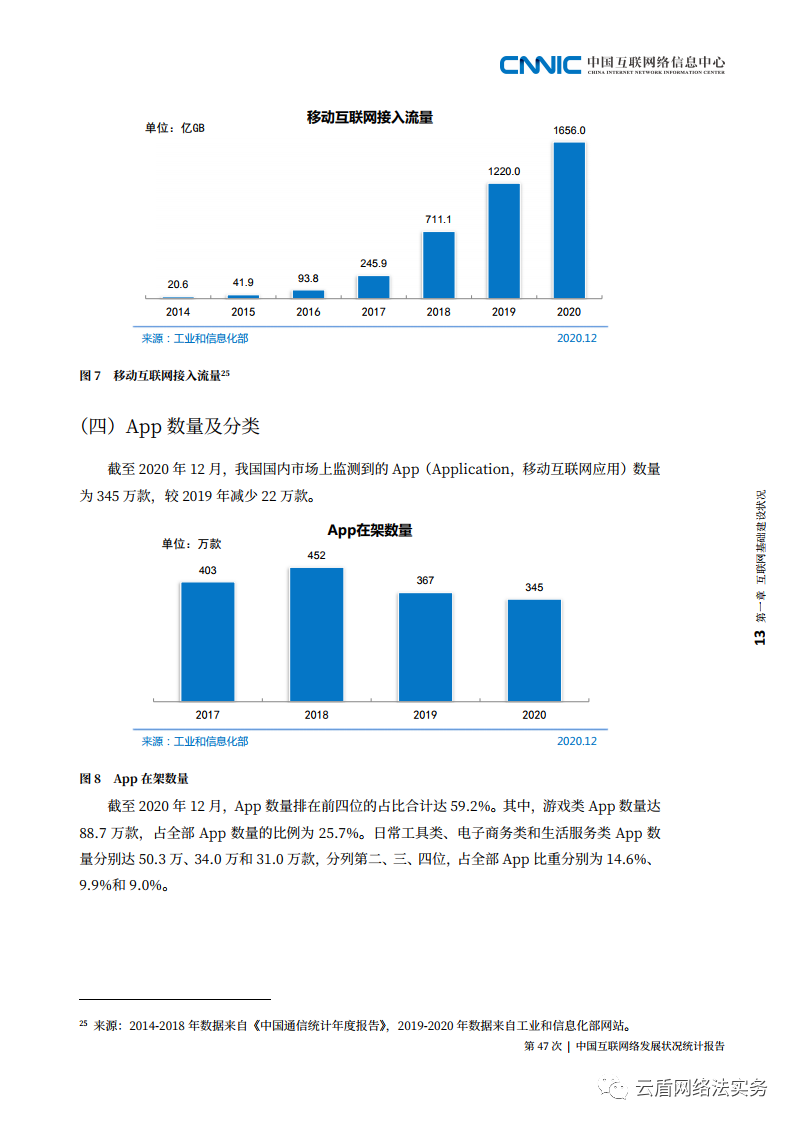 CNNIC 中国互联网络信息中心
CHINA INTERNET NETWORK INFORMATION CENTER
移动互联网接入流量
单位：亿GB
1656.0
1220.0
711.1
245.9
93.8
41.9
20.6
2014 2015 2016 2017 2018 2019 2020
来源：工业和信息化部 2020.12
图 7 移动互联网接入流量25
（四）App 数量及分类
截至 2020 年 12 月，我国国内市场上监测到的 App（Application，移动互联网应用）数量
为 345 万款，较 2019 年减少 22 万款。
App在架数量
单位：万款
403 452 367 345
2017 2018 2019 2020
来源：工业和信息化部 2020.12
图 8 App 在架数量
截至 2020 年 12 月，App 数量排在前四位的占比合计达 59.2%。其中，游戏类 App 数量达
88.7 万款，占全部 App 数量的比例为 25.7%。日常工具类、电子商务类和生活服务类 App 数
量分别达 50.3 万、34.0 万和 31.0 万款，分列第二、三、四位，占全部 App 比重分别为 14.6%、
9.9%和 9.0%。
13 第一章 互联网基础建设状况
25 来源：2014-2018 年数据来自《中国通信统计年度报告》，2019-2020 年数据来自工业和信息化部网站。
第 47 次 | 中国互联网络发展状况统计报告
云盾网络法实务